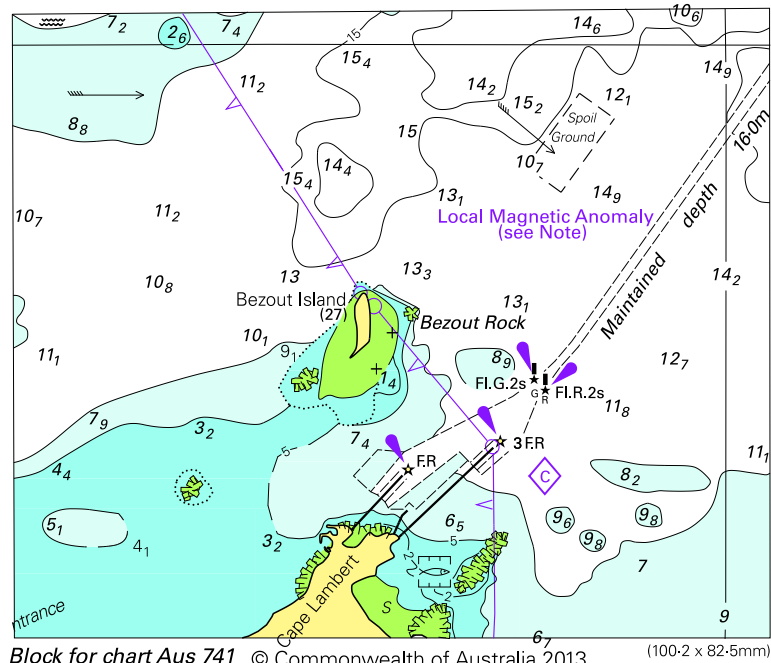 7₂
2₆
7₄
15
14₆
10₆
15₄
14₉
11₂
14₂
15₂
12₁
8₈
15
Spoil
Ground
16·0m
10₇
14₄
15₄
13₁
14₉
depth
10₇
11₂
Local Magnetic Anomaly
(see Note)
Maintained
10₈
13
13₃
14₂
Bezout Island
(27)
13₁
Bezout Rock
10₁
9₁
11₁
8₉
12₇
1₄
Fl.G.2s
G
R
Fl.R.2s
11₈
7₉
3₂
7₄
5
3 F.R
11₁
4₄
F.R
C
8₂
5₁
4₁
3₂
6₅
5
9₆
9₈
9₈
7
2
2
Cape Lambert
S
ntrance
6₇
9
Block for chart Aus 741 © Commonwealth of Australia 2013
(100·2 x 82·5mm)